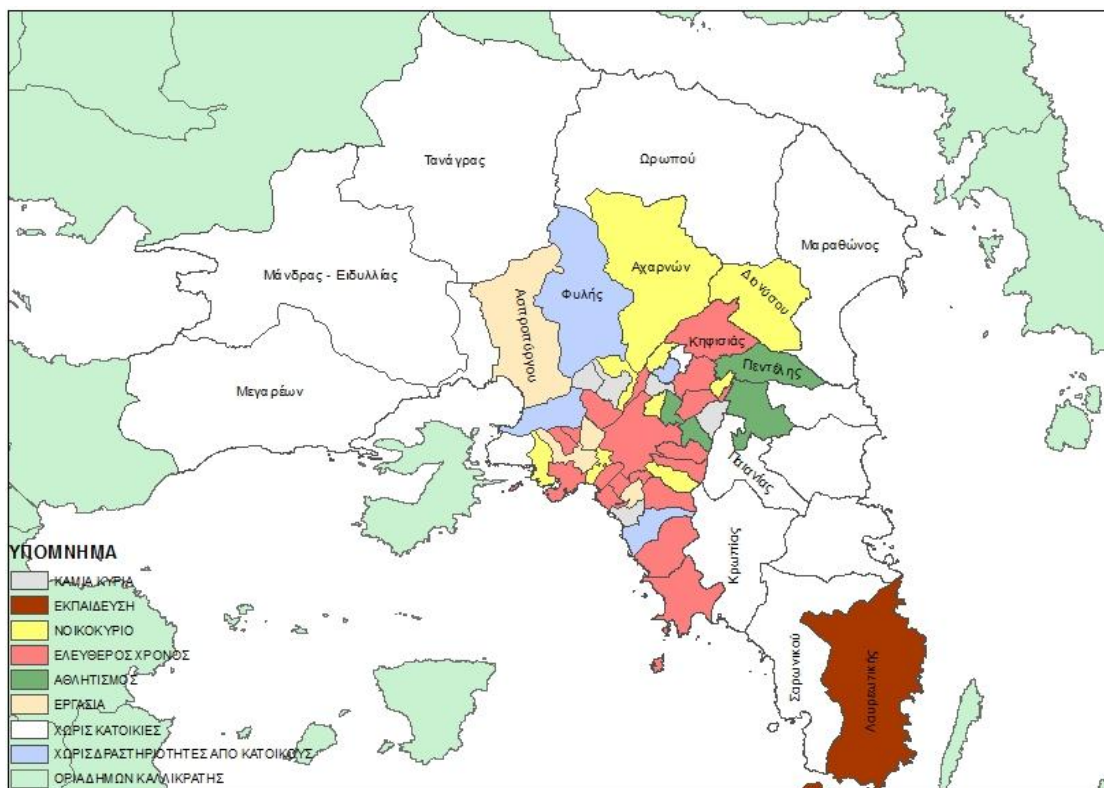 Τανάγρας
Ωρωπού
Μαραθώνος
Μάνδρας - Ειδυλλίας
Αχαρνών
Διονύσου
Φυλής
Ασπροπύργου
Κηφισιάς
Πεντέλης
Μεγαρέων
Παιανίας
Κρωπίας
Σαρωνικού
Λαυρεωτικής
ΥΠΟΜΝΗΜΑ
ΚΑΜΙΑ ΚΥΡΙΑ
ΕΚΠΑΙΔΕΥΣΗ
ΝΟΙΚΟΚΥΡΙΟ
ΕΛΕΥΘΕΡΟΣ ΧΡΟΝΟΣ
ΑΘΛΗΤΙΣΜΟΣ
ΕΡΓΑΣΙΑ
ΧΩΡΙΣ ΚΑΤΟΙΚΙΕΣ
ΧΩΡΙΣ ΔΡΑΣΤΗΡΙΟΤΗΤΕΣ ΑΠΟ ΚΑΤΟΙΚΟΥΣ
ΟΡΙΑ ΔΗΜΩΝ ΚΑΛΛΙΚΡΑΤΗΣ